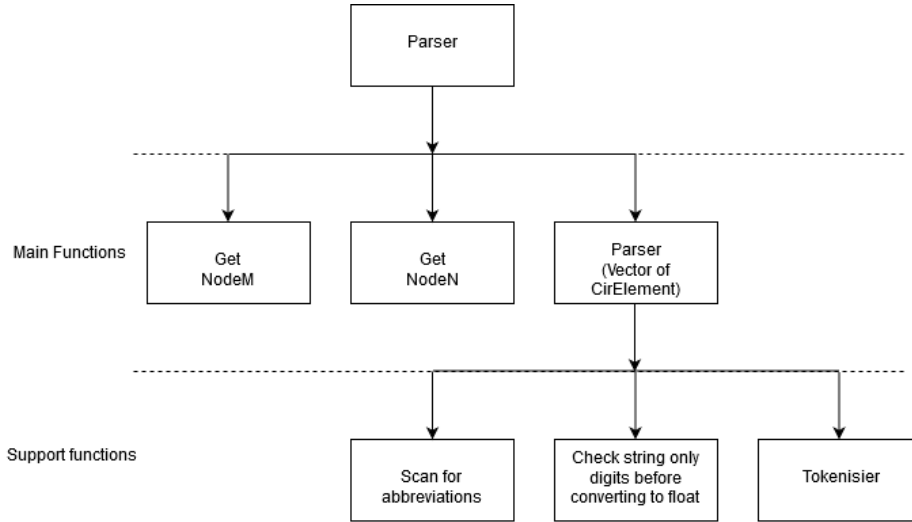 Parser
Main Functions
Get
NodeM
Get
NodeN
Parser
(Vector of
CirElement)
Support functions
Scan for
abbreviations
Check string only
digits before
converting to float
Tokenisier